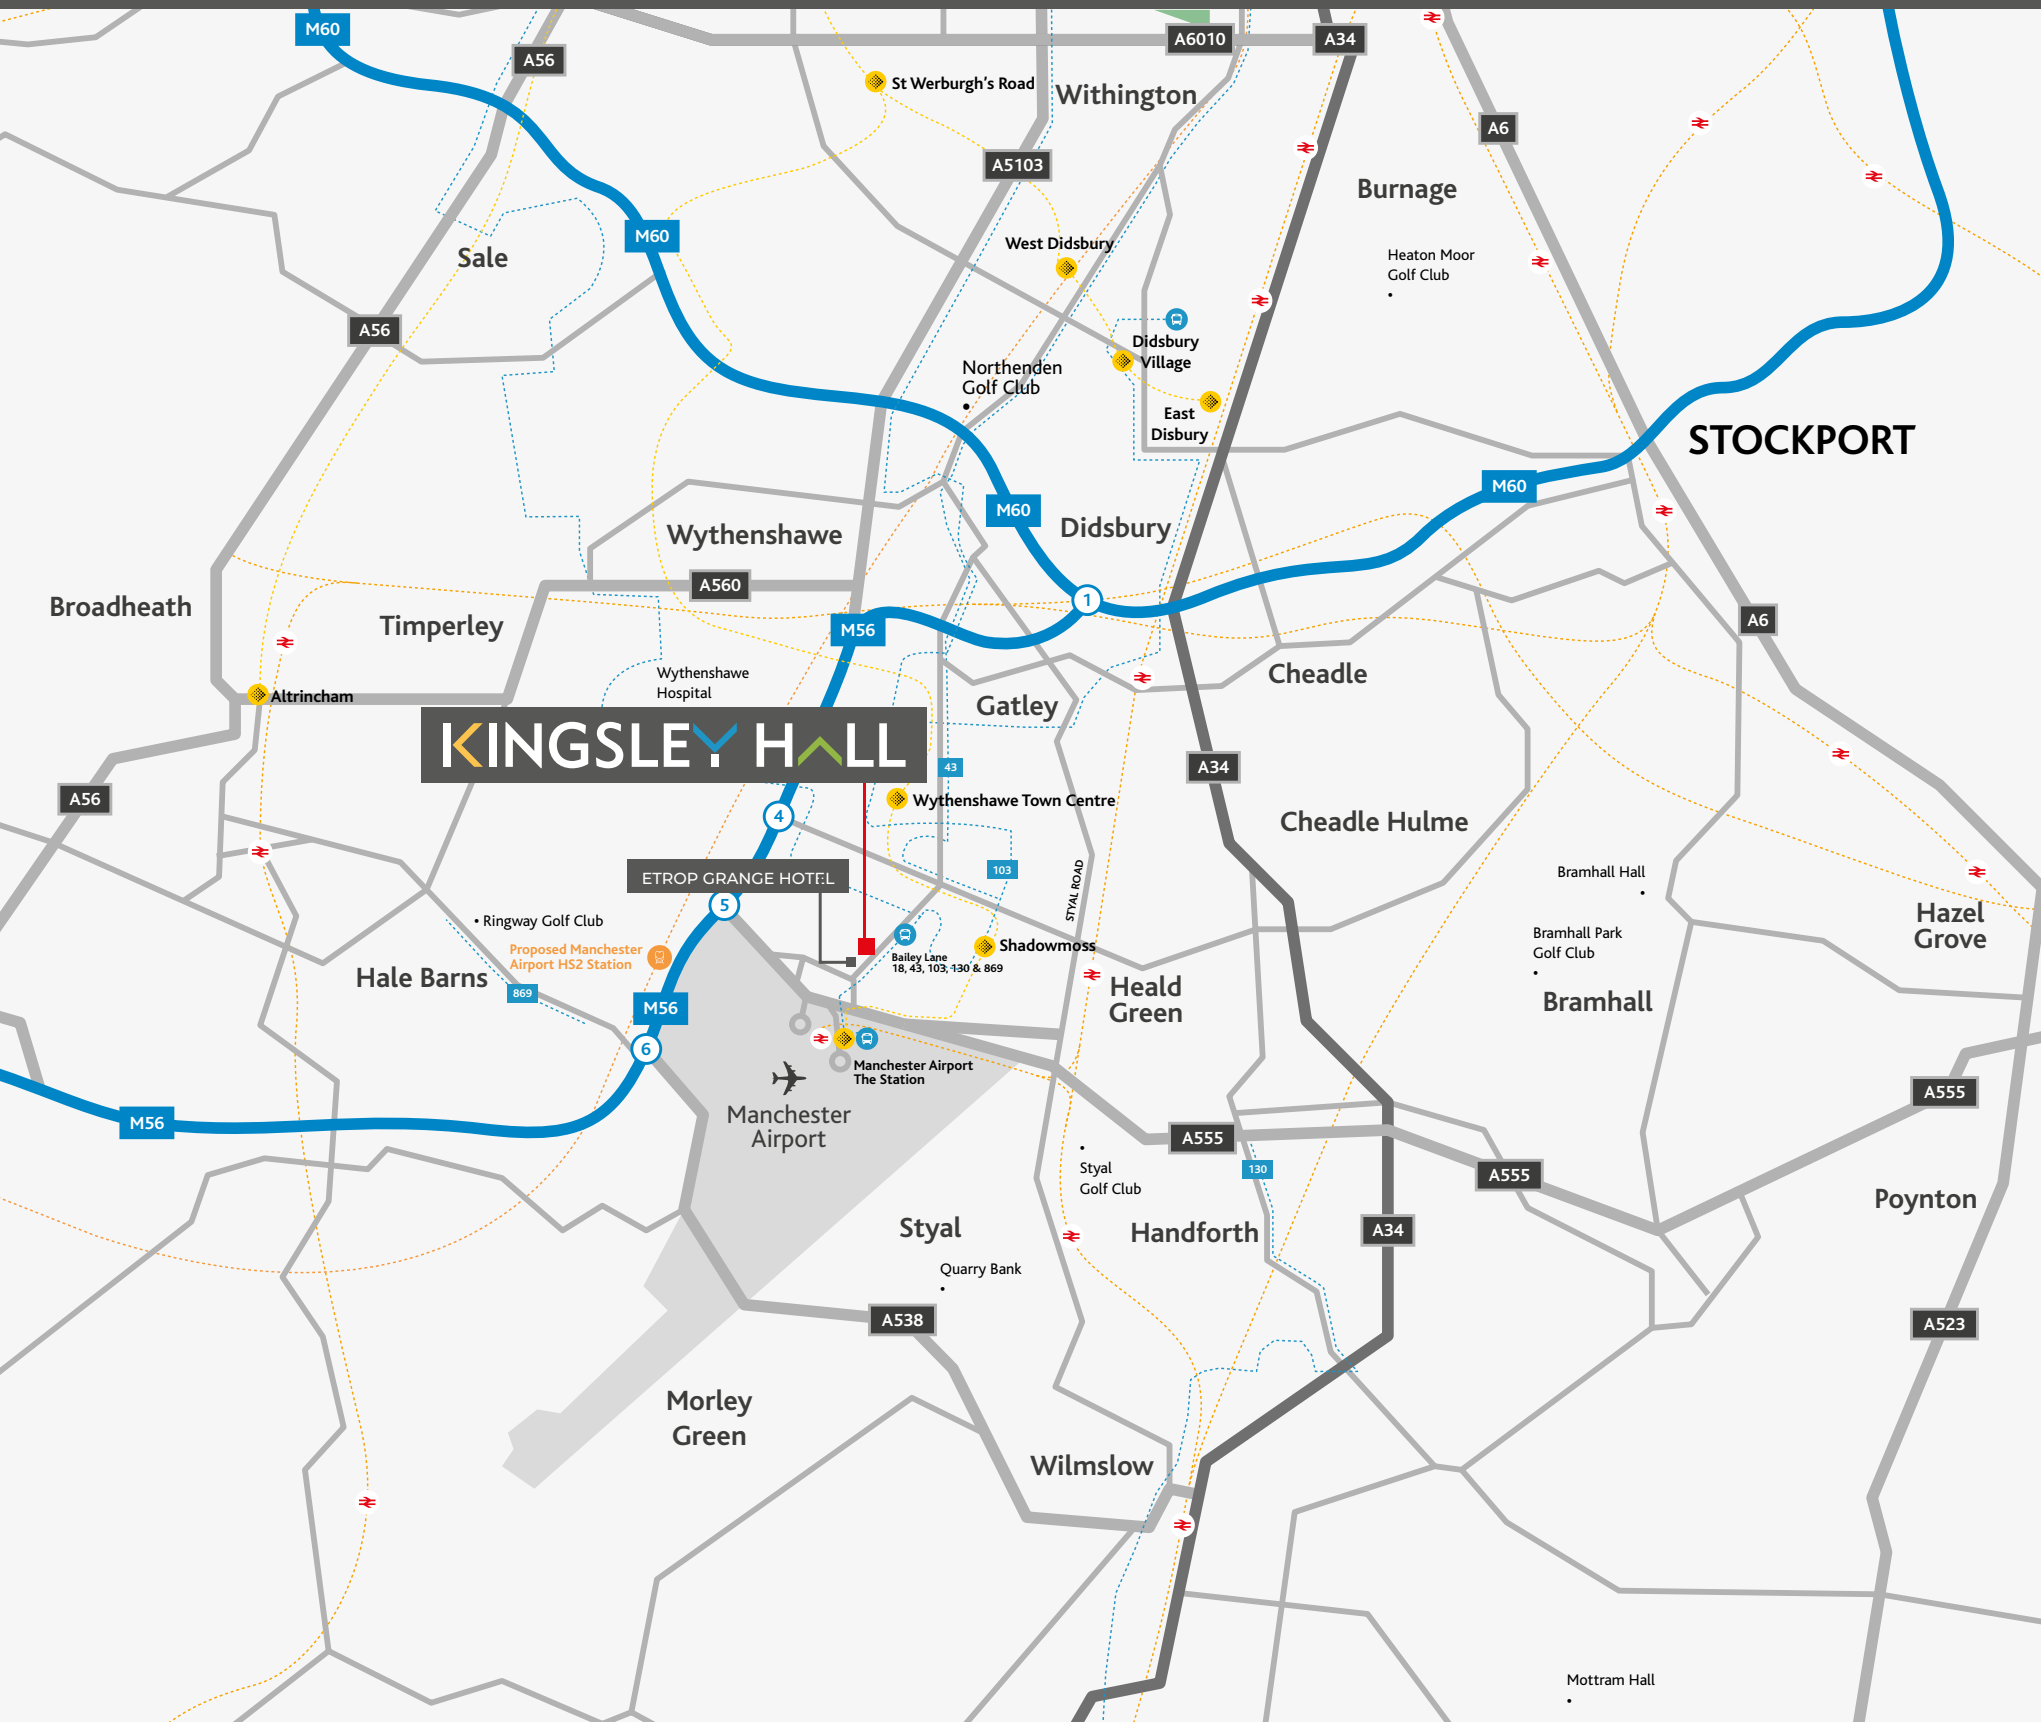 M60
A56
A6010
A34
St Werburgh's Road
Withington
A6
A5103
Burnage
M60
West Didsbury
Sale
Heaton Moor
Golf Club
A56
Didsbury
Village
Northenden
Golf Club
East
Disbury
STOCKPORT
M60
M60
Didsbury
Wythenshawe
A560
1
Broadheath
Timperley
M56
A6
Wythenshawe
Hospital
Cheadle
Altrincham
Gatley
KINGSLEY HALL
43
A34
A56
Wythenshawe Town Centre
4
Cheadle Hulme
103
STYAL ROAD
ETROP GRANGE HOTEL
Bramhall Hall
5
Ringway Golf Club
Hazel
Grove
Bramhall Park
Golf Club
Proposed Manchester
Airport HS2 Station
Shadowmoss
Bailey Lane
18, 43, 103, 130 & 869
Hale Barns
869
Heald
Green
Bramhall
M56
6
Manchester Airport
The Station
A555
Manchester
Airport
M56
A555
Styal
Golf Club
130
A555
Poynton
Styal
Handforth
A34
Quarry Bank
A538
A523
Morley
Green
Wilmslow
Mottram Hall